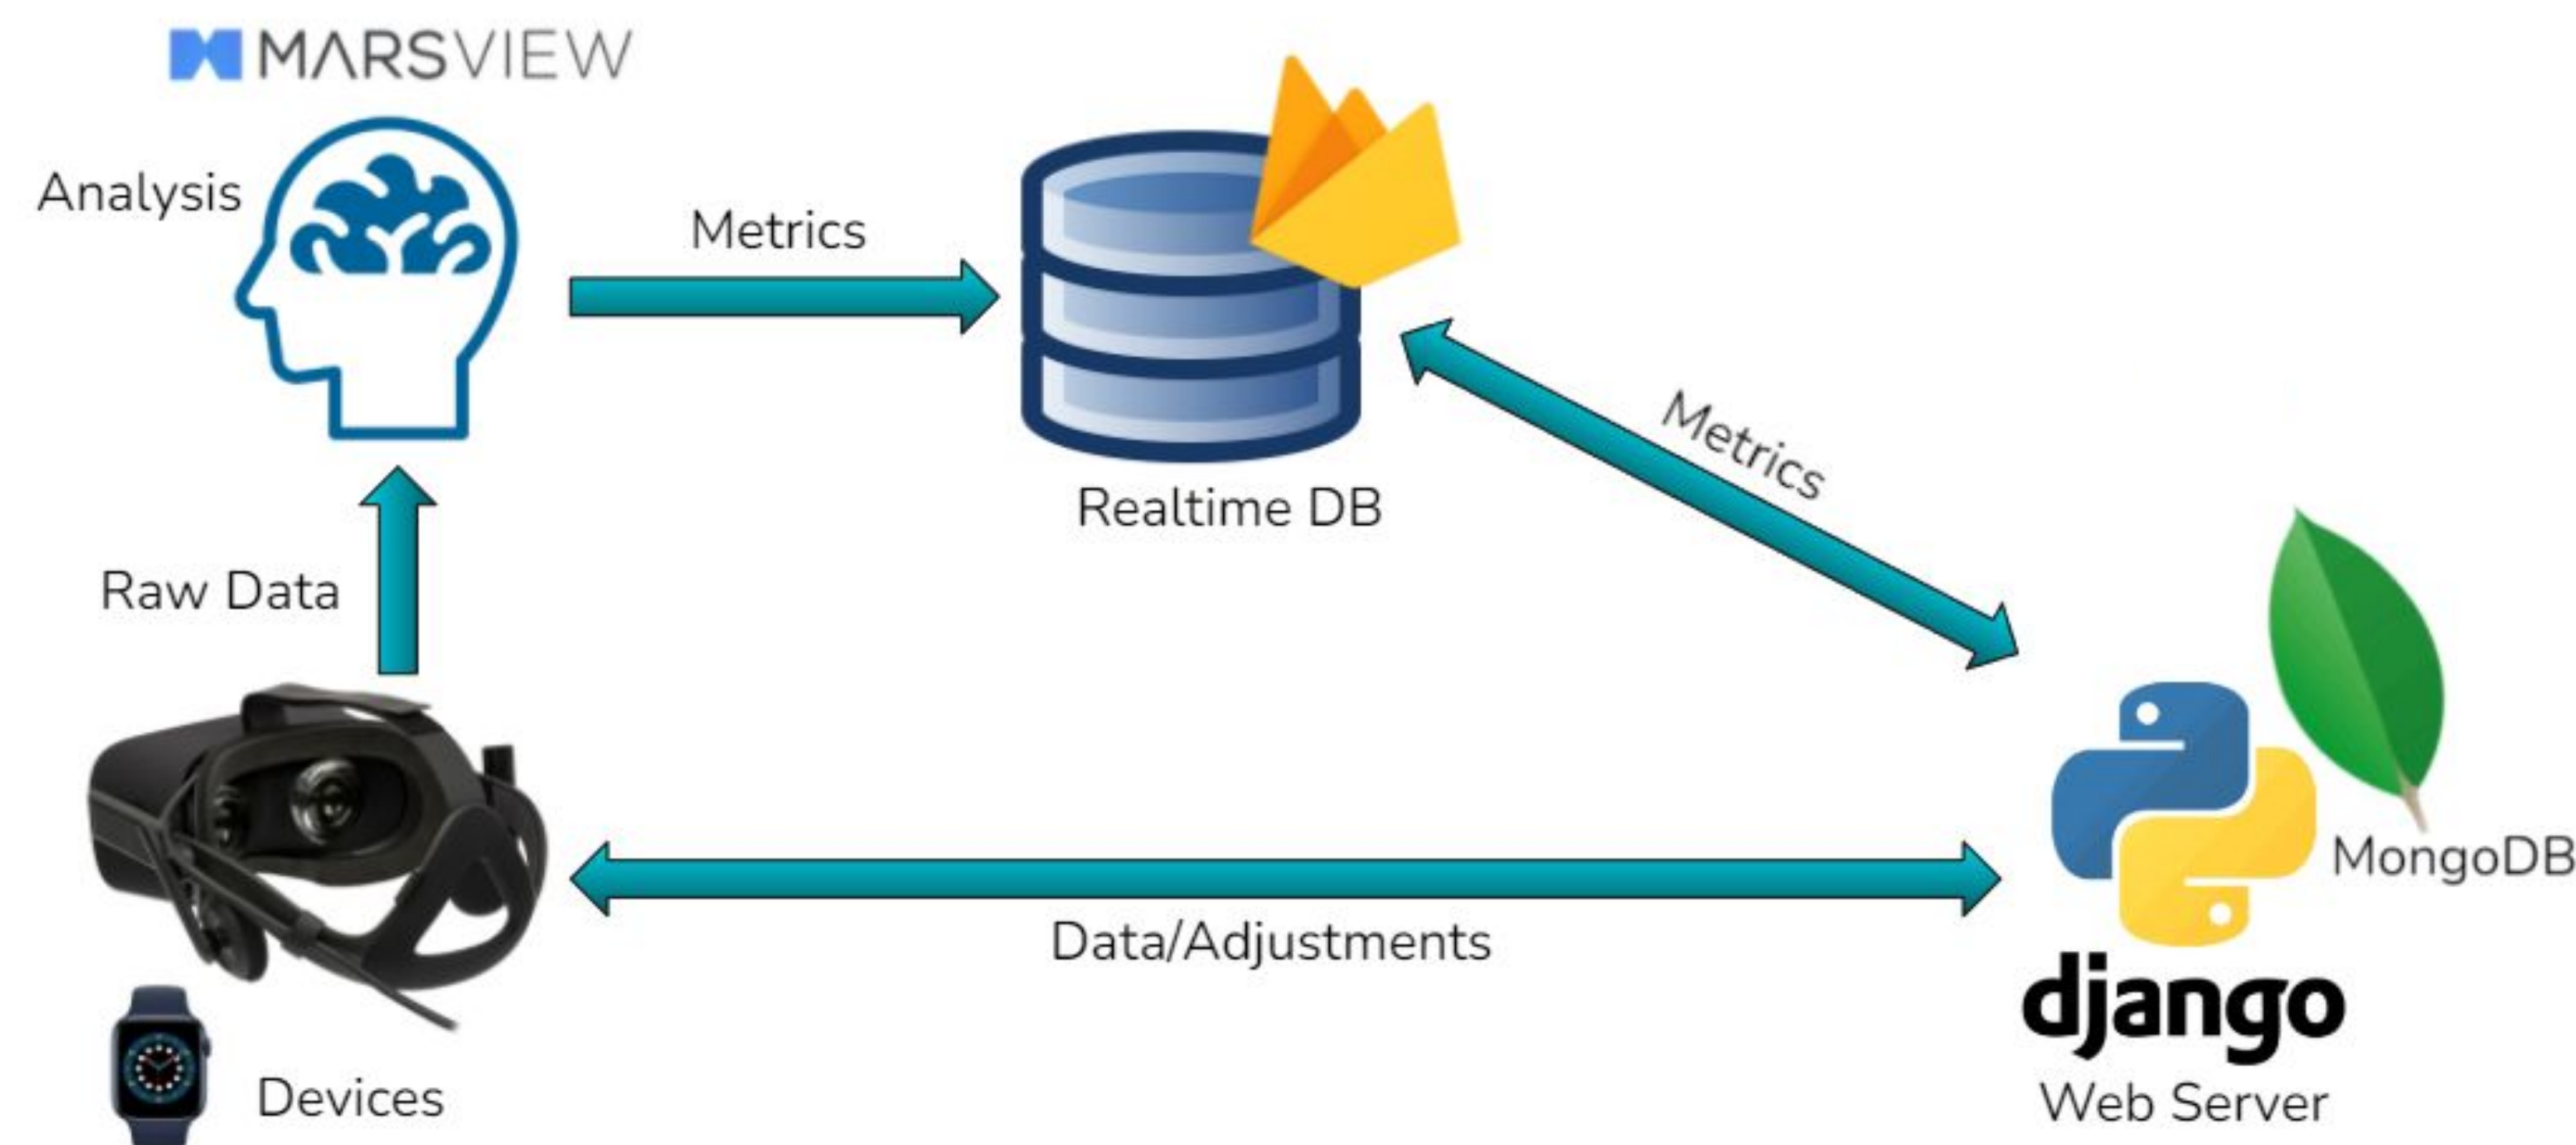 MARSVIEW
Analysis
Metrics
Realtime DB
Metrics
Raw Data
MongoDB
Data/Adjustments
django
Web Server
Devices